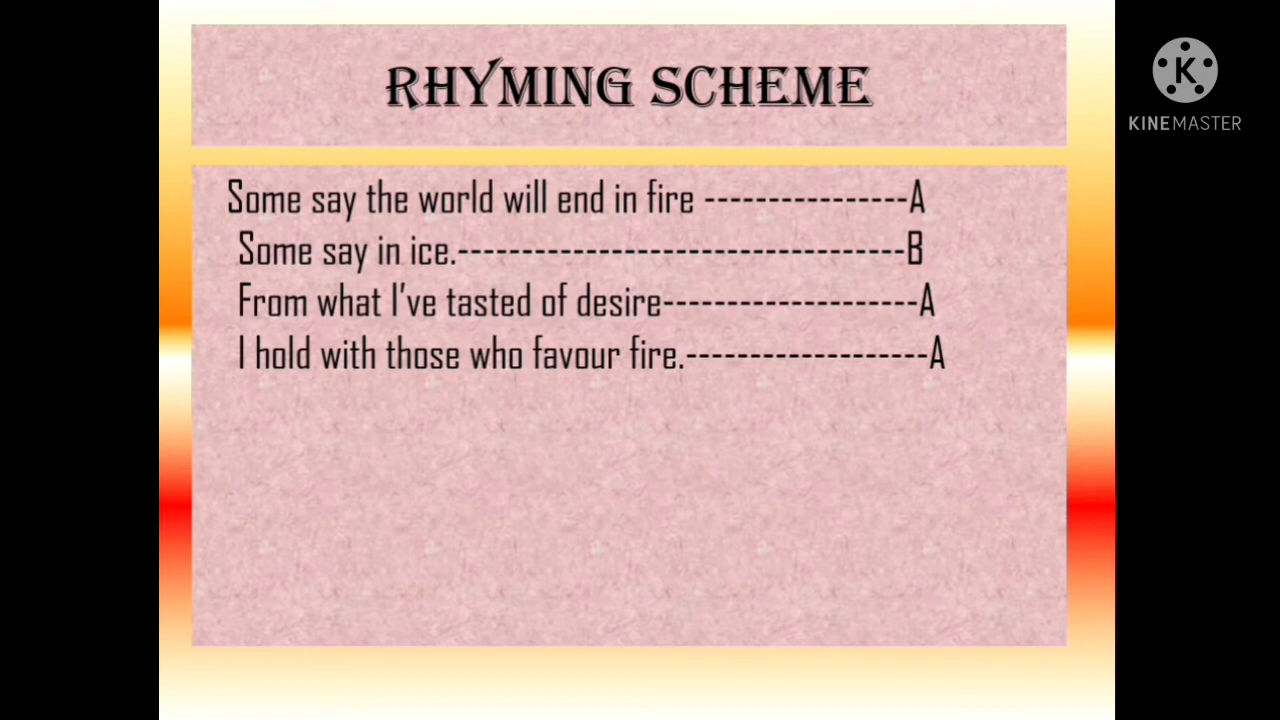 RHYMING SCHEME
KINEMASTER
Some say the world will end in fire ----------------A
Some say in ice.-----------------------------------B
From what I've tasted of desire--------------------A
I hold with those who favour fire.-------------------A